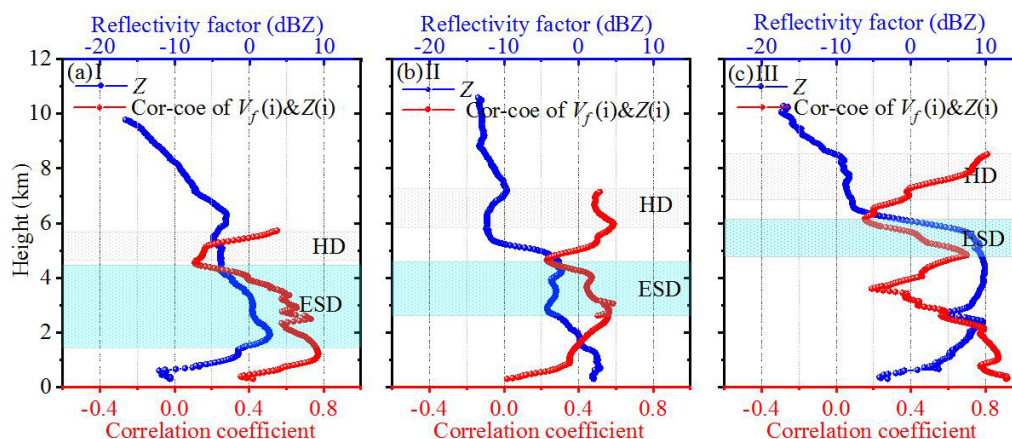 Reflectivity factor (dBZ) Reflectivity factor (dBZ) Reflectivity factor (dBZ)
-20 -10 0 10 -20 -10 0 10 -20 -10 0 10
12
10
8
6
4
2
0
Height (km)
(a) I
Z
Cor-coe of V_f(i)&Z(i)
HD
ESD
(b) II
Z
Cor-coe of V_f(i)&Z(i)
HD
ESD
(c) III
Z
Cor-coe of V_f(i)&Z(i)
HD
ESD
-0.4 0.0 0.4 0.8 -0.4 0.0 0.4 0.8 -0.4 0.0 0.4 0.8
Correlation coefficient Correlation coefficient Correlation coefficient